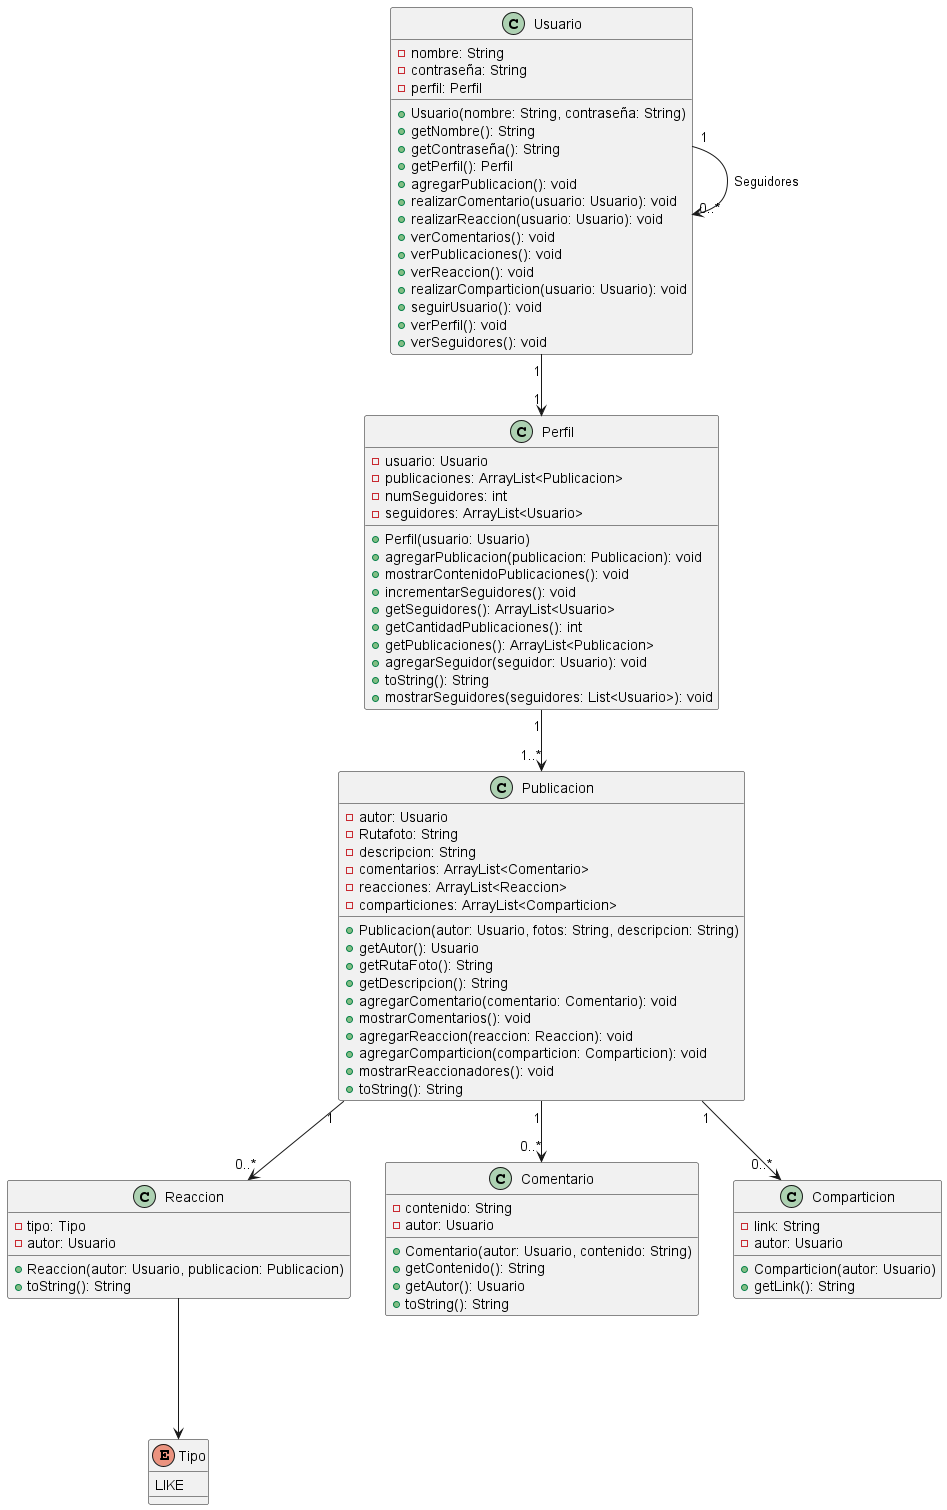 C Usuario
nombre: String
contraseña: String
perfil: Perfil
Usuario(nombre: String, contraseña: String)
getNombre(): String
getContraseña(): String
getPerfil(): Perfil
agregarPublicacion(): void
realizarComentario(usuario: Usuario): void
realizarReaccion(usuario: Usuario): void
verComentarios(): void
verPublicaciones(): void
verReaccion(): void
realizarComparticion(usuario: Usuario): void
seguirUsuario(): void
verPerfil(): void
verSeguidores(): void
1
Seguidores
0..*
1
1
C Perfil
usuario: Usuario
publicaciones: ArrayList<Publicacion>
numSeguidores: int
seguidores: ArrayList<Usuario>
Perfil(usuario: Usuario)
agregarPublicacion(publicacion: Publicacion): void
mostrarContenidoPublicaciones(): void
incrementarSeguidores(): void
getSeguidores(): ArrayList<Usuario>
getCantidadPublicaciones(): int
getPublicaciones(): ArrayList<Publicacion>
agregarSeguidor(seguidor: Usuario): void
toString(): String
mostrarSeguidores(seguidores: List<Usuario>): void
1
1..*
C Publicacion
autor: Usuario
Rutafoto: String
descripcion: String
comentarios: ArrayList<Comentario>
reacciones: ArrayList<Reaccion>
comparticiones: ArrayList<Comparticion>
Publicacion(autor: Usuario, fotos: String, descripcion: String)
getAutor(): Usuario
getRutaFoto(): String
getDescripcion(): String
agregarComentario(comentario: Comentario): void
mostrarComentarios(): void
agregarReaccion(reaccion: Reaccion): void
agregarComparticion(comparticion: Comparticion): void
mostrarReaccionadores(): void
toString(): String
1 1 1
0..* 0..* 0..*
C Reaccion
tipo: Tipo
autor: Usuario
Reaccion(autor: Usuario, publicacion: Publicacion)
toString(): String
C Comentario
contenido: String
autor: Usuario
Comentario(autor: Usuario, contenido: String)
getContenido(): String
getAutor(): Usuario
toString(): String
C Comparticion
link: String
autor: Usuario
Comparticion(autor: Usuario)
getLink(): String
E Tipo
LIKE